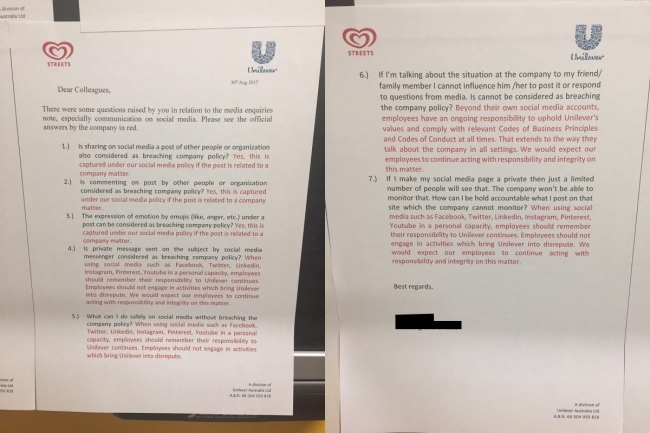 division of
Australia Ltd
STREETS
Unilever
30th Aug 2017
Dear Colleagues,
There were some questions raised by you in relation to the media enquiries
note, especially communication on social media. Please see the official
answers by the company in red.
1.) Is sharing on social media a post of other people or organization
also considered as breaching company policy? Yes, this is
captured under our social media policy if the post is related to a
company matter.
2.) Is commenting on post by other people or organization
considered as breaching company policy? Yes, this is captured
under our social media policy if the post is related to a company
matter.
3.) The expression of emotion by emojis (like, anger, etc.) under a
post can be considered as breaching company policy? Yes, this is
captured under our social media policy if the post is related to a
company matter.
4.) Is private message sent on the subject by social media
messenger considered as breaching company policy? When
using social media such as Facebook, Twitter, Linkedin,
Instagram, Pinterest, Youtube in a personal capacity, employees
should remember their responsibility to Unilever continues.
Employees should not engage in activities which bring Unilever
into disrepute. We would expect our employees to continue
acting with responsibility and integrity on this matter.
5.) What can I do safely on social media without breaching the
company policy? When using social media such as Facebook,
Twitter, Linkedin, Instagram, Pinterest, Youtube in a personal
capacity, employees should remember their responsibility to
Unilever continues. Employees should not engage in activities
which bring Unilever into disrepute.
A division of
Unilever Australia Ltd
A.B.N. 66 004 050 828
STREETS
Unilever
6.) If I'm talking about the situation at the company to my friend/
family member I cannot influence him /her to post it or respond
to questions from media. Is cannot be considered as breaching
the company policy? Beyond their own social media accounts,
employees have an ongoing responsibility to uphold Unilever's
values and comply with relevant Codes of Business Principles
and Codes of Conduct at all times. That extends to the way they
talk about the company in all settings. We would expect our
employees to continue acting with responsibility and integrity on
this matter.
7.) If I make my social media page a private then just a limited
number of people will see that. The company won't be able to
monitor that. How can I be held accountable what I post on that
site which the company cannot monitor? When using social
media such as Facebook, Twitter, Linkedin, Instagram, Pinterest,
Youtube in a personal capacity, employees should remember
their responsibility to Unilever continues. Employees should not
engage in activities which bring Unilever into disrepute. We
would expect our employees to continue acting with
responsibility and integrity on this matter.
Best regards,
A division of
Unilever Australia Ltd
A.B.N. 66 004 050 828